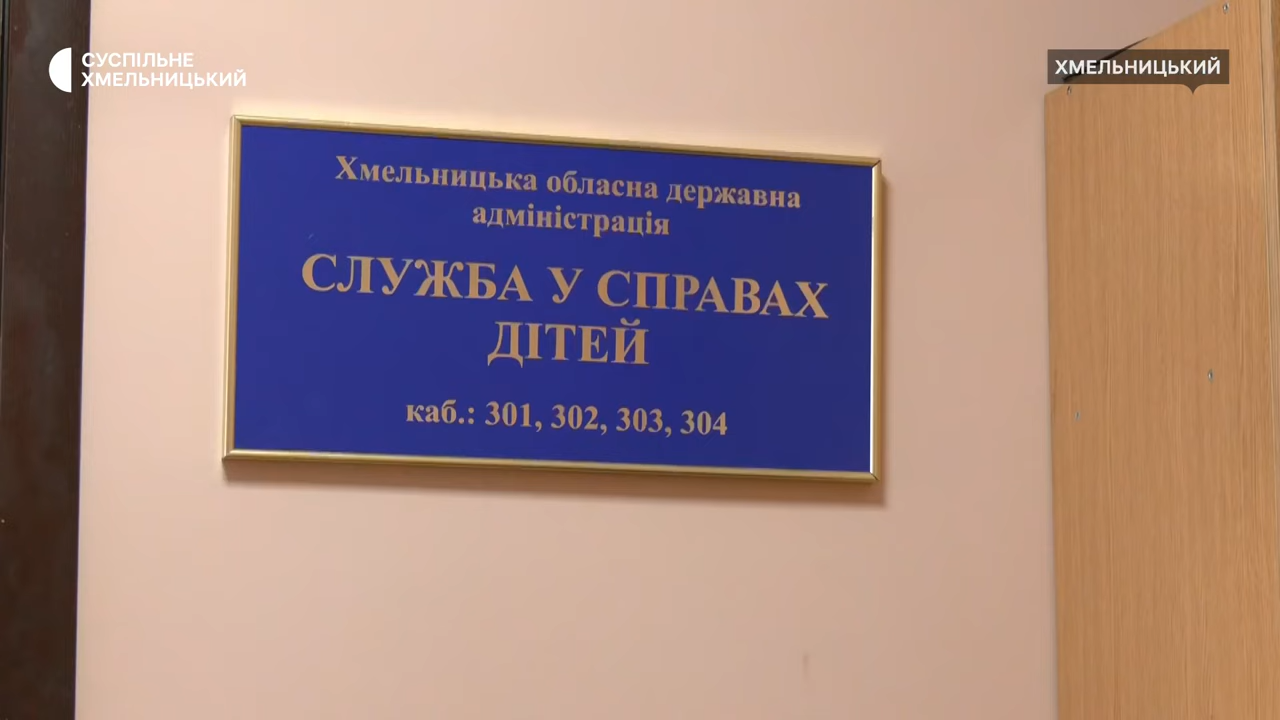 СУСПІЛЬНЕ
ХМЕЛЬНИЦЬКИЙ
ХМЕЛЬНИЦЬКИЙ
Хмельницька обласна державна
адміністрація
СЛУЖБА У СПРАВАХ
ДІТЕЙ
каб.: 301, 302, 303, 304